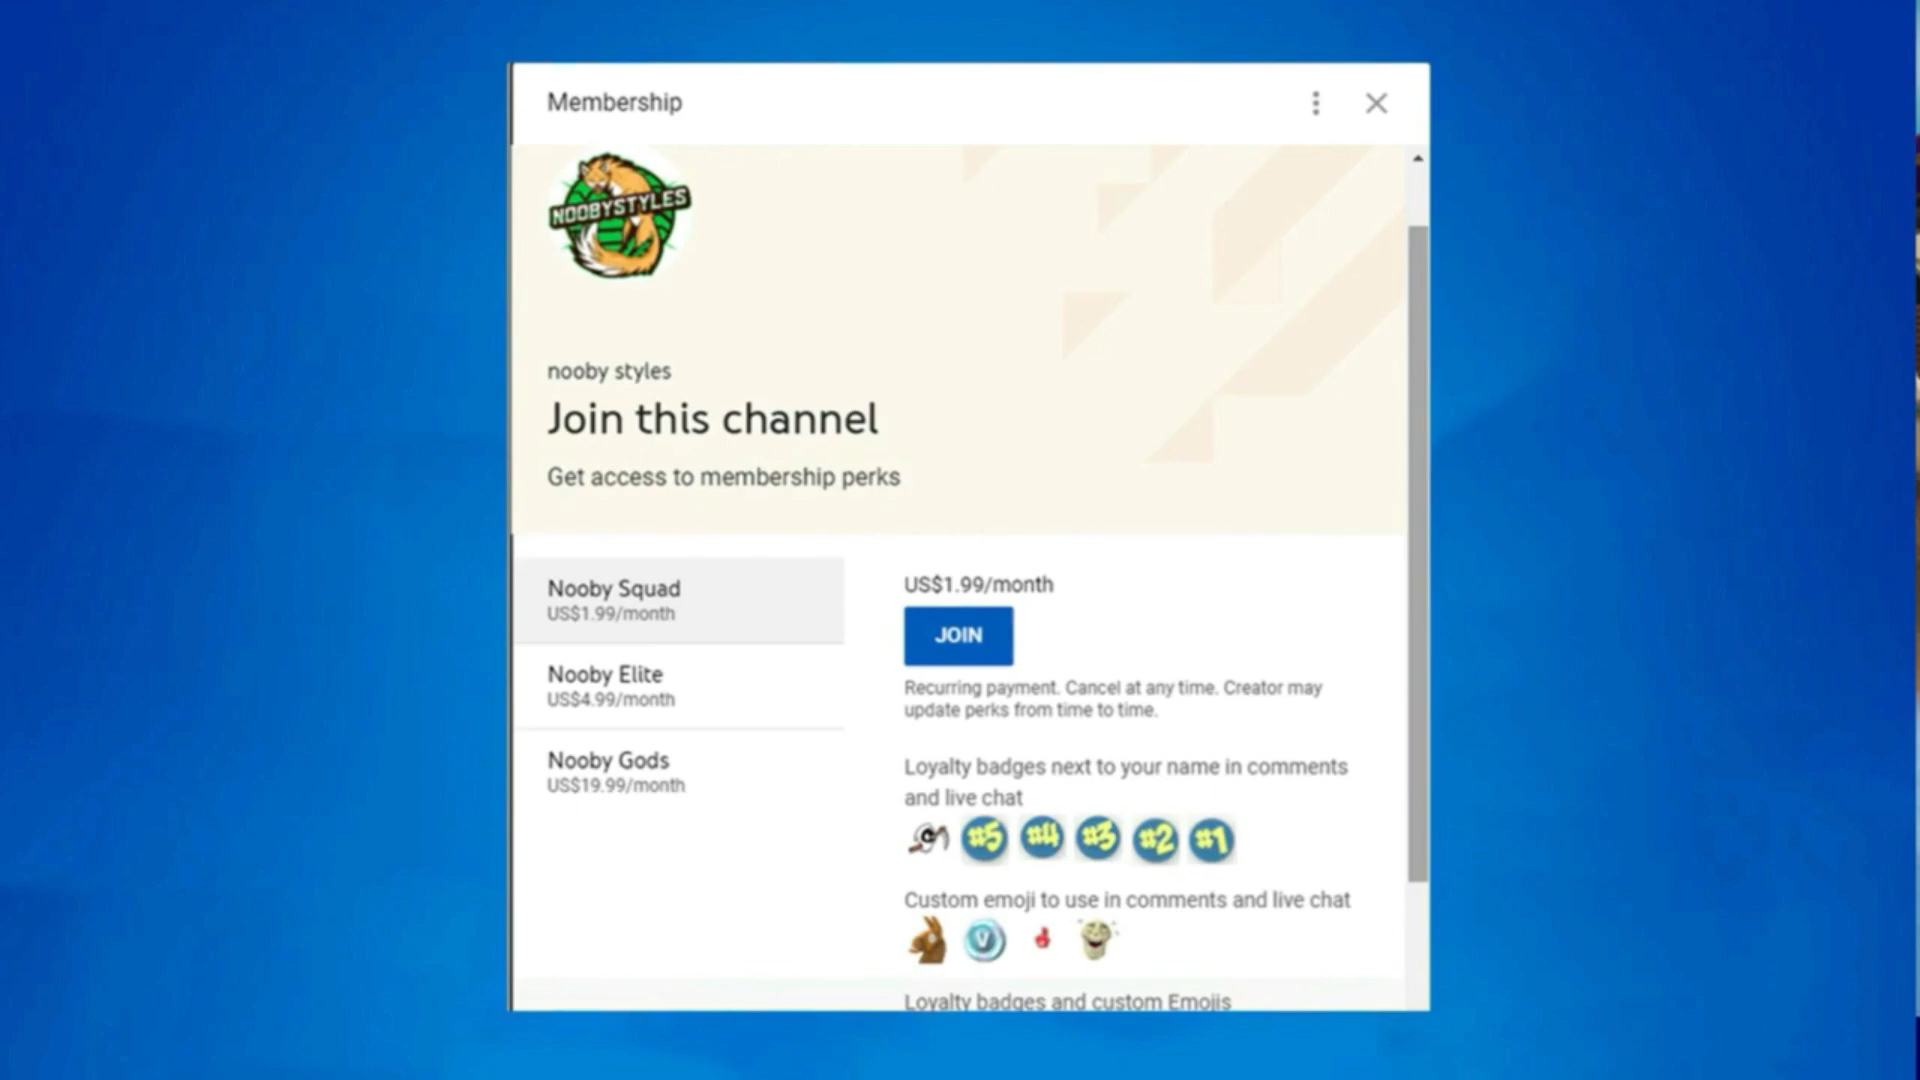 Membership
NOOBYSTYLES
nooby styles
Join this channel
Get access to membership perks
Nooby Squad
US$1.99/month
Nooby Elite
US$4.99/month
Nooby Gods
US$19.99/month
US$1.99/month
JOIN
Recurring payment. Cancel at any time. Creator may
update perks from time to time.
Loyalty badges next to your name in comments
and live chat
#5 #4 #3 #2 #1
Custom emoji to use in comments and live chat
V
Loyalty badges and custom Emojis